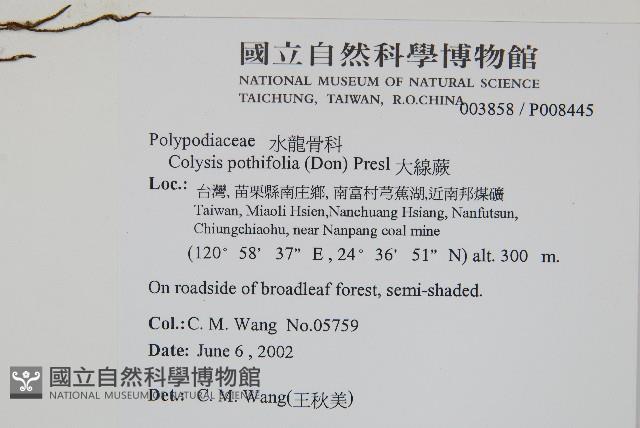 國立自然科學博物館
NATIONAL MUSEUM OF NATURAL SCIENCE
TAICHUNG, TAIWAN, R.O.CHINA
003858 / P008445
Polypodiaceae 水龍骨科
Colysis pothifolia (Don) Presl 大線蕨
Loc.: 台灣, 苗栗縣南庄鄉, 南富村芎蕉湖,近南邦煤礦
Taiwan, Miaoli Hsien,Nanchuang Hsiang, Nanfutsun,
Chiungchiaohu, near Nanpang coal mine
(120° 58' 37" E , 24° 36' 51" N) alt. 300 m.
On roadside of broadleaf forest, semi-shaded.
Col.: C. M. Wang No.05759
Date: June 6 , 2002
Det.: C. M. Wang(王秋美)
國立自然科學博物館
NATIONAL MUSEUM OF NATURAL SCIENCE